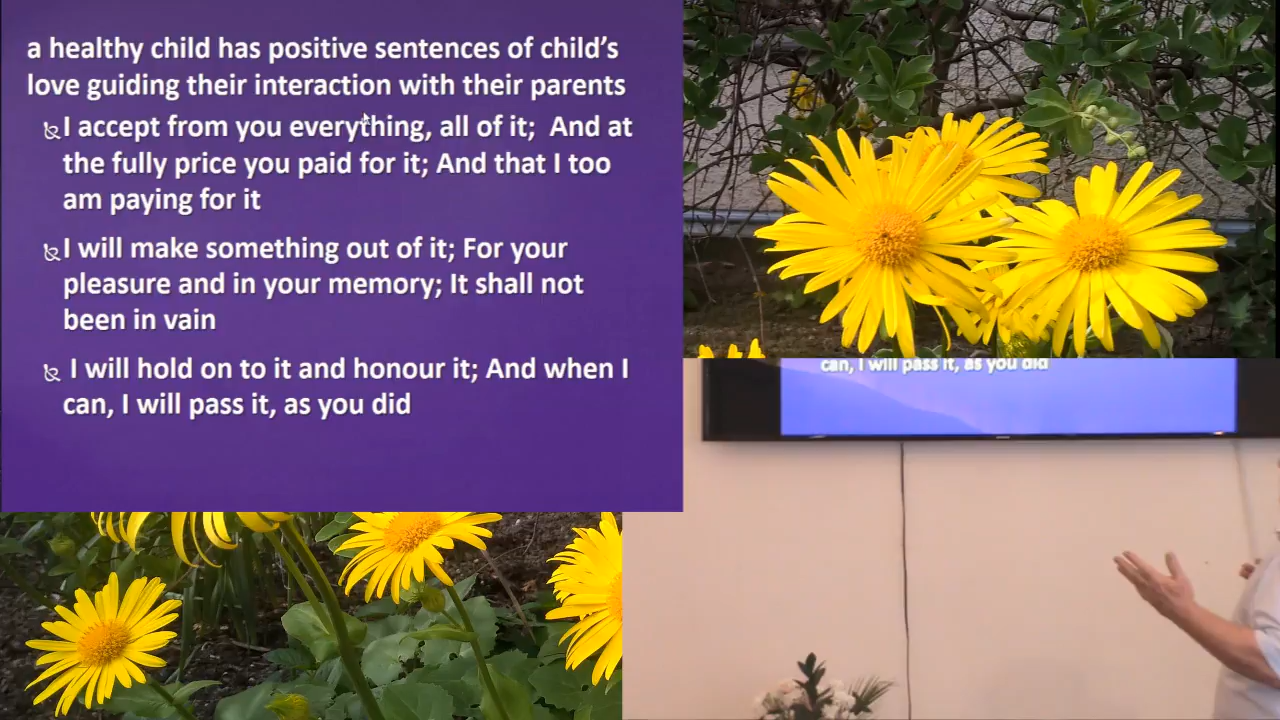 a healthy child has positive sentences of child's
love guiding their interaction with their parents
I accept from you everything, all of it; And at
the fully price you paid for it; And that I too
am paying for it
I will make something out of it; For your
pleasure and in your memory; It shall not
been in vain
I will hold on to it and honour it; And when I
can, I will pass it, as you did
can, I will pass it, as you did